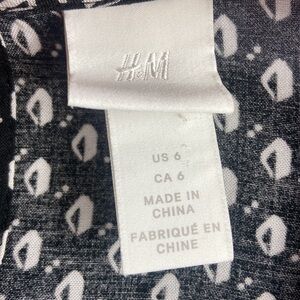 H&M
US 6
CA 6
MADE IN
CHINA
FABRIQUÉ EN
CHINE